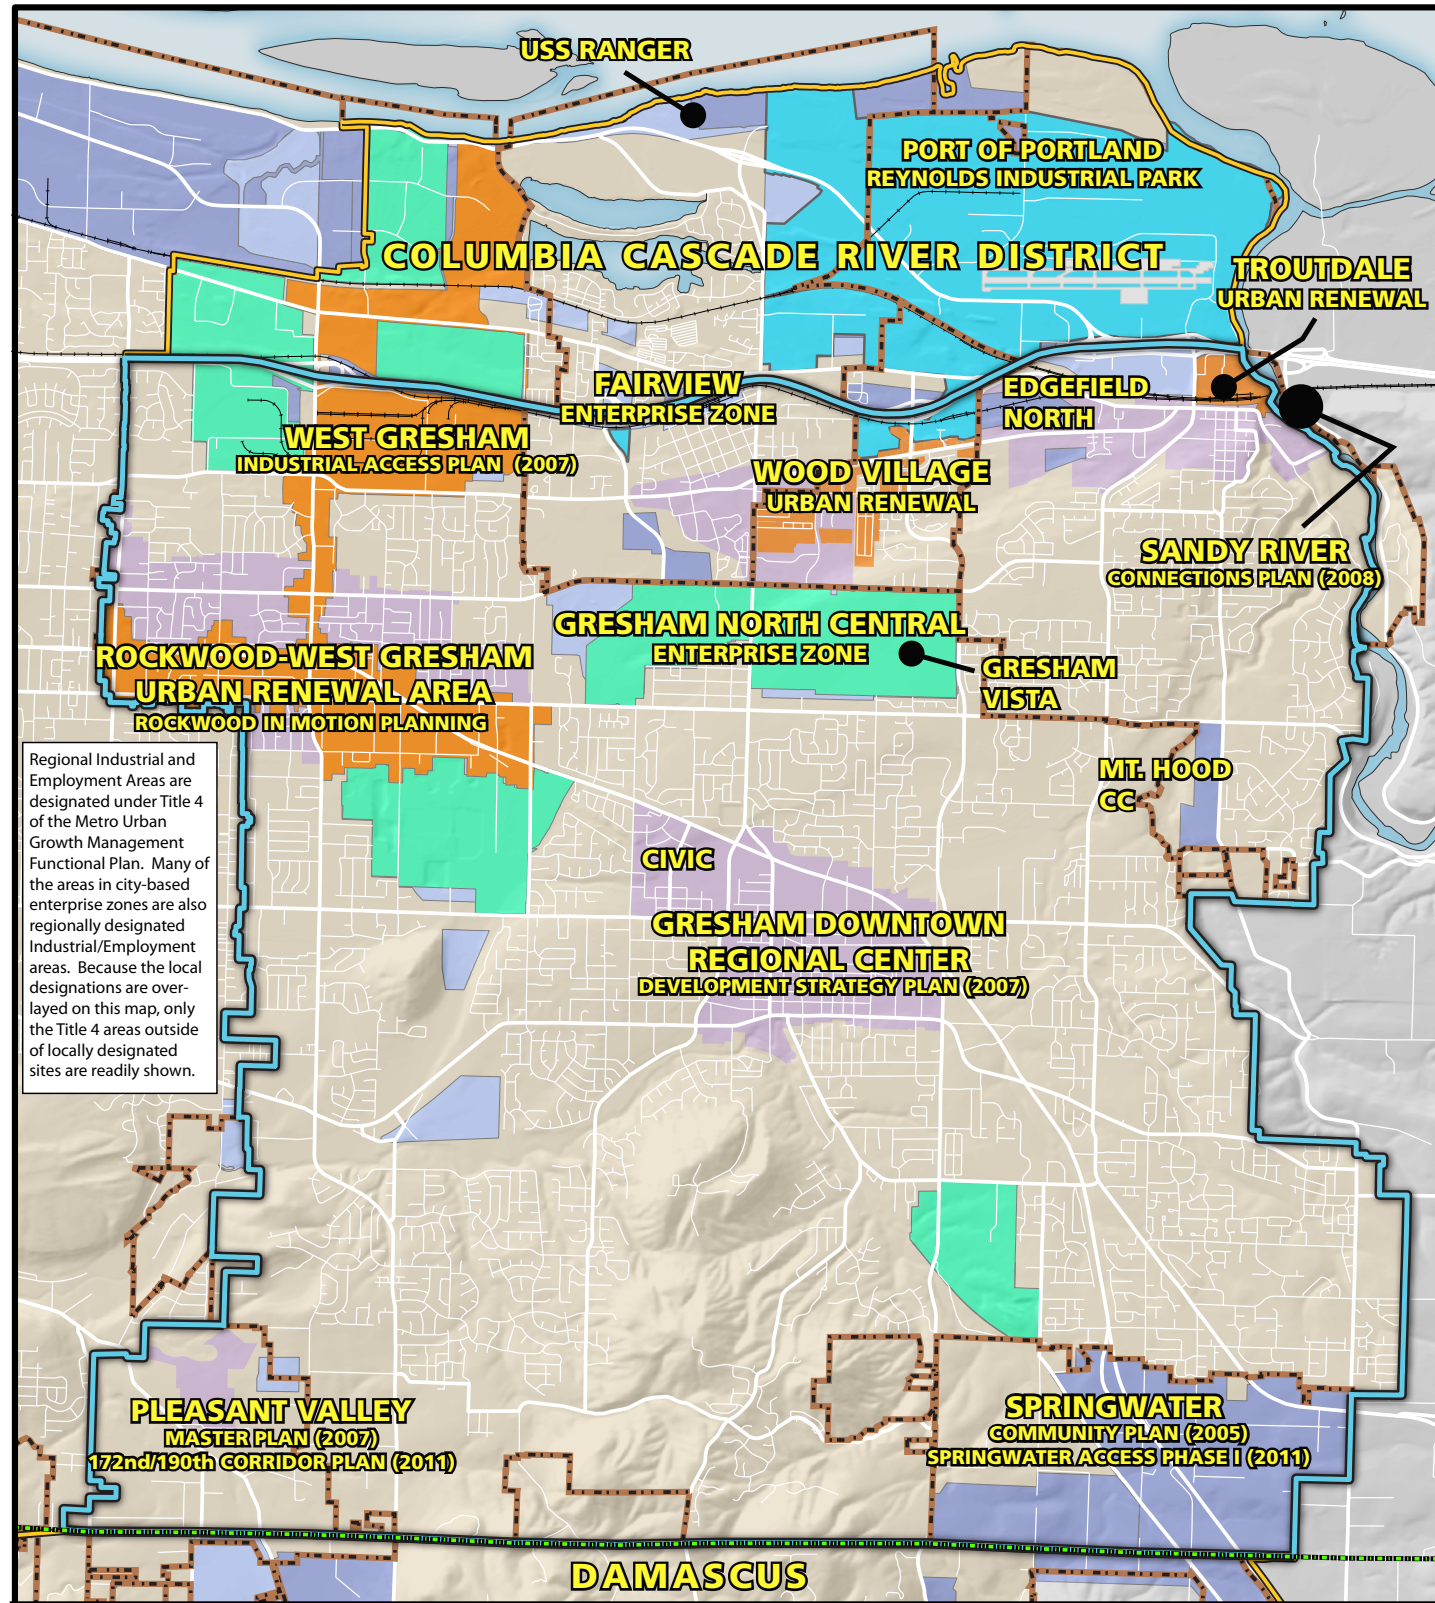 USS RANGER
PORT OF PORTLAND
REYNOLDS INDUSTRIAL PARK
COLUMBIA CASCADE RIVER DISTRICT
TROUTDALE
URBAN RENEWAL
FAIRVIEW
ENTERPRISE ZONE
EDGEFIELD
NORTH
WEST GRESHAM
INDUSTRIAL ACCESS PLAN (2007)
WOOD VILLAGE
URBAN RENEWAL
SANDY RIVER
CONNECTIONS PLAN (2008)
GRESHAM NORTH CENTRAL
ENTERPRISE ZONE
GRESHAM
VISTA
ROCKWOOD-WEST GRESHAM
URBAN RENEWAL AREA
ROCKWOOD IN MOTION PLANNING
Regional Industrial and
Employment Areas are
designated under Title 4
of the Metro Urban
Growth Management
Functional Plan. Many of
the areas in city-based
enterprise zones are also
regionally designated
Industrial/Employment
areas. Because the local
designations are over-
layed on this map, only
the Title 4 areas outside
of locally designated
sites are readily shown.
MT. HOOD
CC
CIVIC
GRESHAM DOWNTOWN
REGIONAL CENTER
DEVELOPMENT STRATEGY PLAN (2007)
PLEASANT VALLEY
MASTER PLAN (2007)
172nd/190th CORRIDOR PLAN (2011)
SPRINGWATER
COMMUNITY PLAN (2005)
SPRINGWATER ACCESS PHASE I (2011)
DAMASCUS